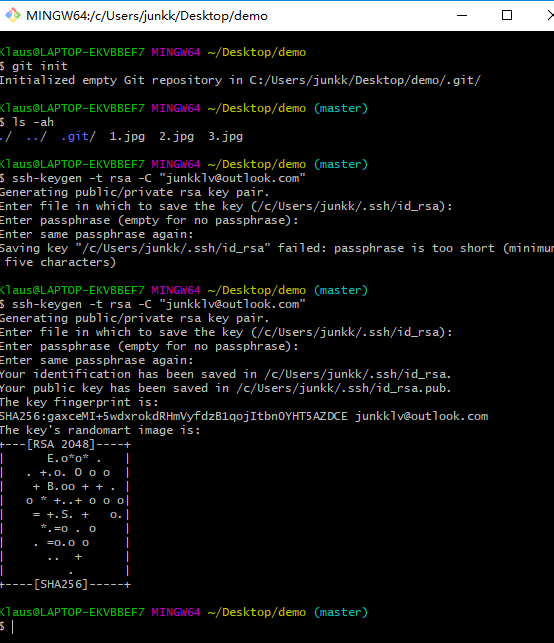 MINGW64:/c/Users/junkk/Desktop/demo
Klaus@LAPTOP-EKVBBEF7 MINGW64 ~/Desktop/demo
$ git init
Initialized empty Git repository in C:/Users/junkk/Desktop/demo/.git/
Klaus@LAPTOP-EKVBBEF7 MINGW64 ~/Desktop/demo (master)
$ ls -ah
./  ../  .git/  1.jpg  2.jpg  3.jpg
Klaus@LAPTOP-EKVBBEF7 MINGW64 ~/Desktop/demo (master)
$ ssh-keygen -t rsa -C "junkklv@outlook.com"
Generating public/private rsa key pair.
Enter file in which to save the key (/c/Users/junkk/.ssh/id_rsa):
Enter passphrase (empty for no passphrase):
Enter same passphrase again:
Saving key "/c/Users/junkk/.ssh/id_rsa" failed: passphrase is too short (minimum
 five characters)
Klaus@LAPTOP-EKVBBEF7 MINGW64 ~/Desktop/demo (master)
$ ssh-keygen -t rsa -C "junkklv@outlook.com"
Generating public/private rsa key pair.
Enter file in which to save the key (/c/Users/junkk/.ssh/id_rsa):
Enter passphrase (empty for no passphrase):
Enter same passphrase again:
Your identification has been saved in /c/Users/junkk/.ssh/id_rsa.
Your public key has been saved in /c/Users/junkk/.ssh/id_rsa.pub.
The key fingerprint is:
SHA256:gaxceMI+5wdxrokdRHmVyfdzB1qojItbnOYHT5AZDCE junkklv@outlook.com
The key's randomart image is:
+---[RSA 2048]----+
|      E.o*o* .   |
|   . +.o. O o o  |
|    + B.oo + + . |
|   o * +..+ o o o|
|    = +.S. +   o.|
|     *.=o . o    |
|    . =o.o o     |
|      ..  +      |
|         .       |
+----[SHA256]-----+
Klaus@LAPTOP-EKVBBEF7 MINGW64 ~/Desktop/demo (master)
$